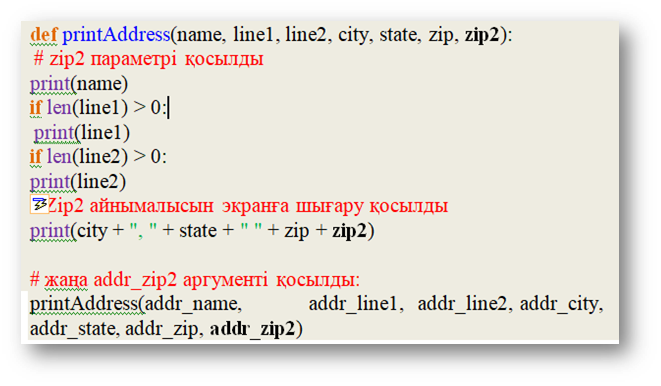 def printAddress(name, line1, line2, city, state, zip, zip2):
# zip2 параметрі қосылды
print(name)
if len(line1) > 0:
print(line1)
if len(line2) > 0:
print(line2)
Zip2 айнымалысын экранға шығару қосылды
print(city + ", " + state + " " + zip + zip2)
# жаңа addr_zip2 аргументі қосылды:
printAddress(addr_name, addr_line1, addr_line2, addr_city,
addr_state, addr_zip, addr_zip2)